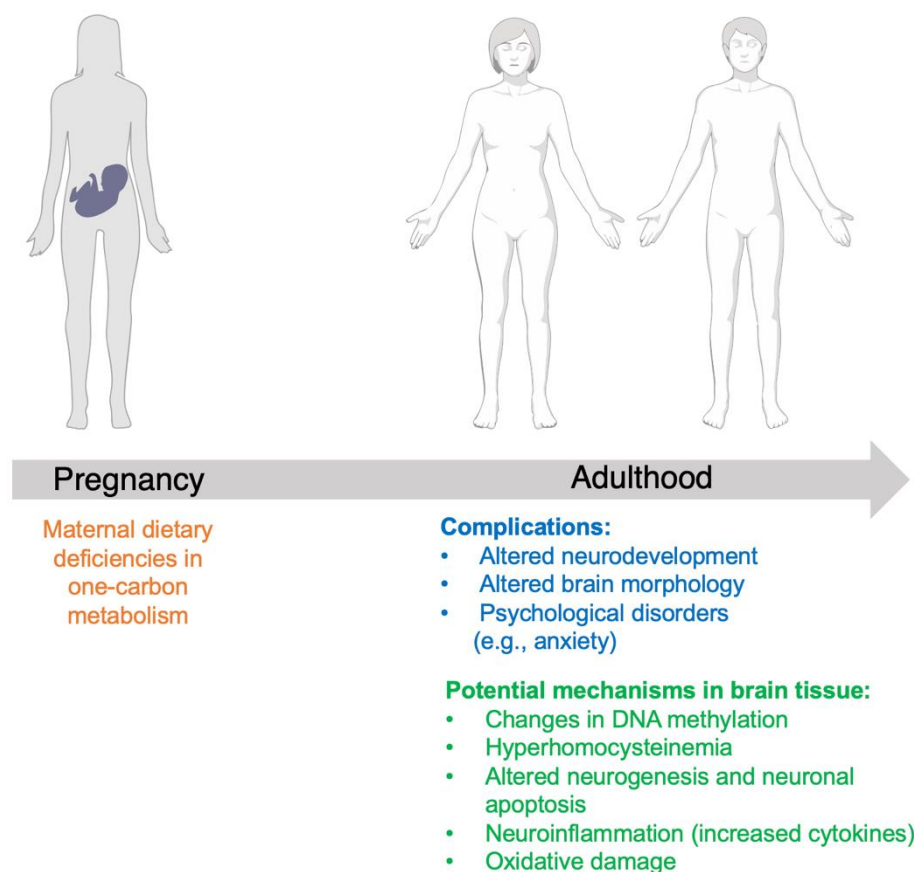 Pregnancy
Adulthood
Maternal dietary
deficiencies in
one-carbon
metabolism
Complications:
• Altered neurodevelopment
• Altered brain morphology
• Psychological disorders
(e.g., anxiety)
Potential mechanisms in brain tissue:
• Changes in DNA methylation
• Hyperhomocysteinemia
• Altered neurogenesis and neuronal
apoptosis
• Neuroinflammation (increased cytokines)
• Oxidative damage